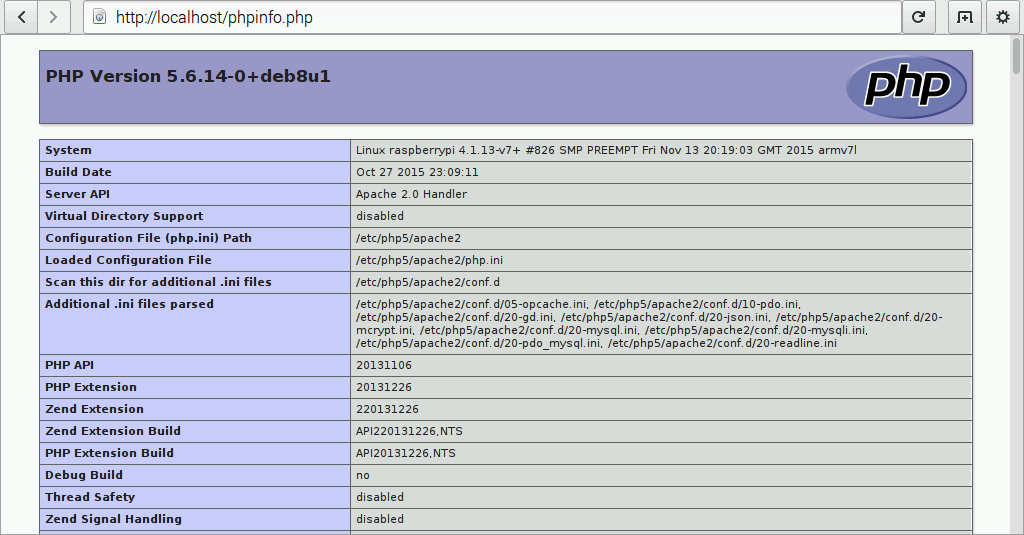 http://localhost/phpinfo.php
PHP Version 5.6.14-0+deb8u1
php
System Linux raspberrypi 4.1.13-v7+ #826 SMP PREEMPT Fri Nov 13 20:19:03 GMT 2015 armv7l
Build Date Oct 27 2015 23:09:11
Server API Apache 2.0 Handler
Virtual Directory Support disabled
Configuration File (php.ini) Path /etc/php5/apache2
Loaded Configuration File /etc/php5/apache2/php.ini
Scan this dir for additional .ini files /etc/php5/apache2/conf.d
Additional .ini files parsed /etc/php5/apache2/conf.d/05-opcache.ini, /etc/php5/apache2/conf.d/10-pdo.ini,
/etc/php5/apache2/conf.d/20-gd.ini, /etc/php5/apache2/conf.d/20-json.ini, /etc/php5/apache2/conf.d/20-
mcrypt.ini, /etc/php5/apache2/conf.d/20-mysql.ini, /etc/php5/apache2/conf.d/20-mysqli.ini,
/etc/php5/apache2/conf.d/20-pdo_mysql.ini, /etc/php5/apache2/conf.d/20-readline.ini
PHP API 20131106
PHP Extension 20131226
Zend Extension 220131226
Zend Extension Build API220131226,NTS
PHP Extension Build API20131226,NTS
Debug Build no
Thread Safety disabled
Zend Signal Handling disabled